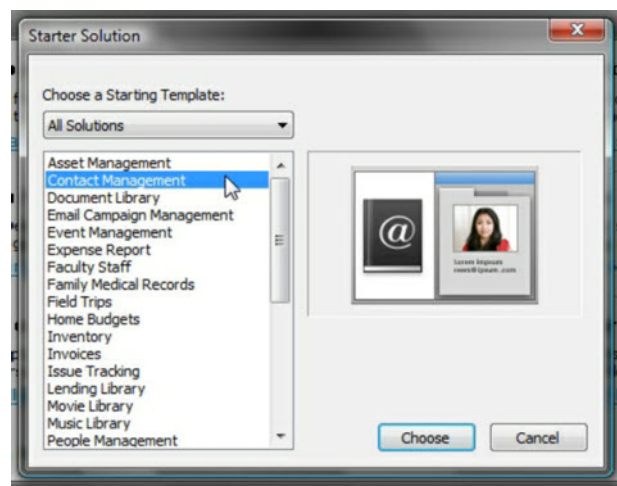 Starter Solution
Choose a Starting Template:
All Solutions
Asset Management
Contact Management
Document Library
Email Campaign Management
Event Management
Expense Report
Faculty Staff
Family Medical Records
Field Trips
Home Budgets
Inventory
Invoices
Issue Tracking
Lending Library
Movie Library
Music Library
People Management
@
Lorem Impsum
Choose
Cancel